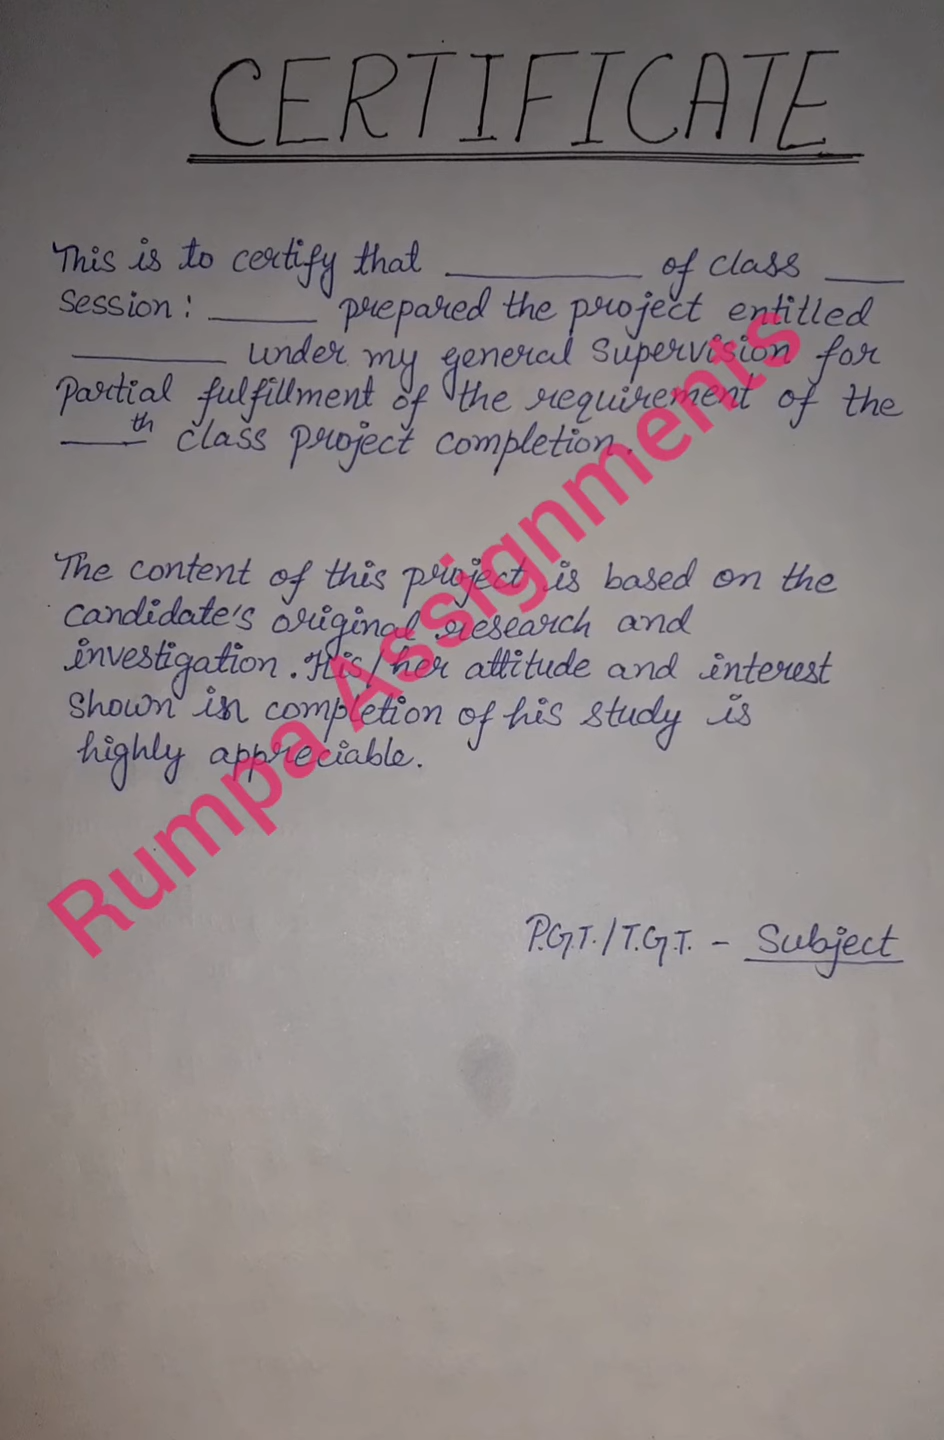 CERTIFICATE
This is to certify that __________ of class ____
Session: ______ prepared the project entitled
________ under my general Supervision for
Partial fulfillment of the requirement of the
_____th class project completion.
The content of this project is based on the
candidate's original research and
investigation. His/her attitude and interest
Shown in completion of his study is
highly appreciable.
P.G.T./T.G.T. - Subject
Rumpa Assignments